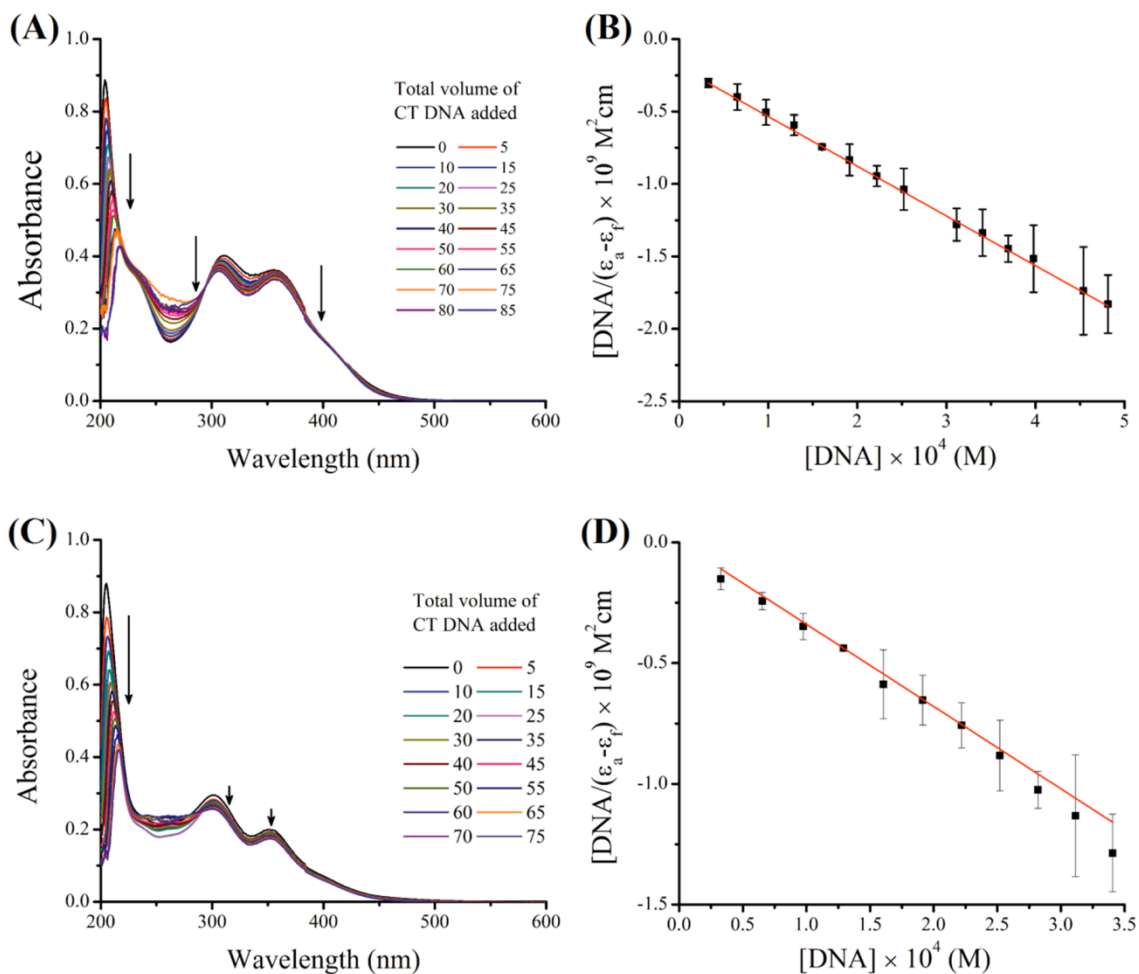 (A)
1.0
0.8
0.6
0.4
0.2
0.0
Absorbance
200 300 400 500 600
Wavelength (nm)
Total volume of
CT DNA added
0 5
10 15
20 25
30 35
40 45
50 55
60 65
70 75
80 85
(B)
0.0
-0.5
-1.0
-1.5
-2.0
-2.5
[DNA/(εa-εf) × 10⁹ M²cm
0 1 2 3 4 5
[DNA] × 10⁴ (M)
(C)
1.0
0.8
0.6
0.4
0.2
0.0
Absorbance
200 300 400 500 600
Wavelength (nm)
Total volume of
CT DNA added
0 5
10 15
20 25
30 35
40 45
50 55
60 65
70 75
(D)
0.0
-0.5
-1.0
-1.5
[DNA/(εa-εf) × 10⁹ M²cm
0.0 0.5 1.0 1.5 2.0 2.5 3.0 3.5
[DNA] × 10⁴ (M)